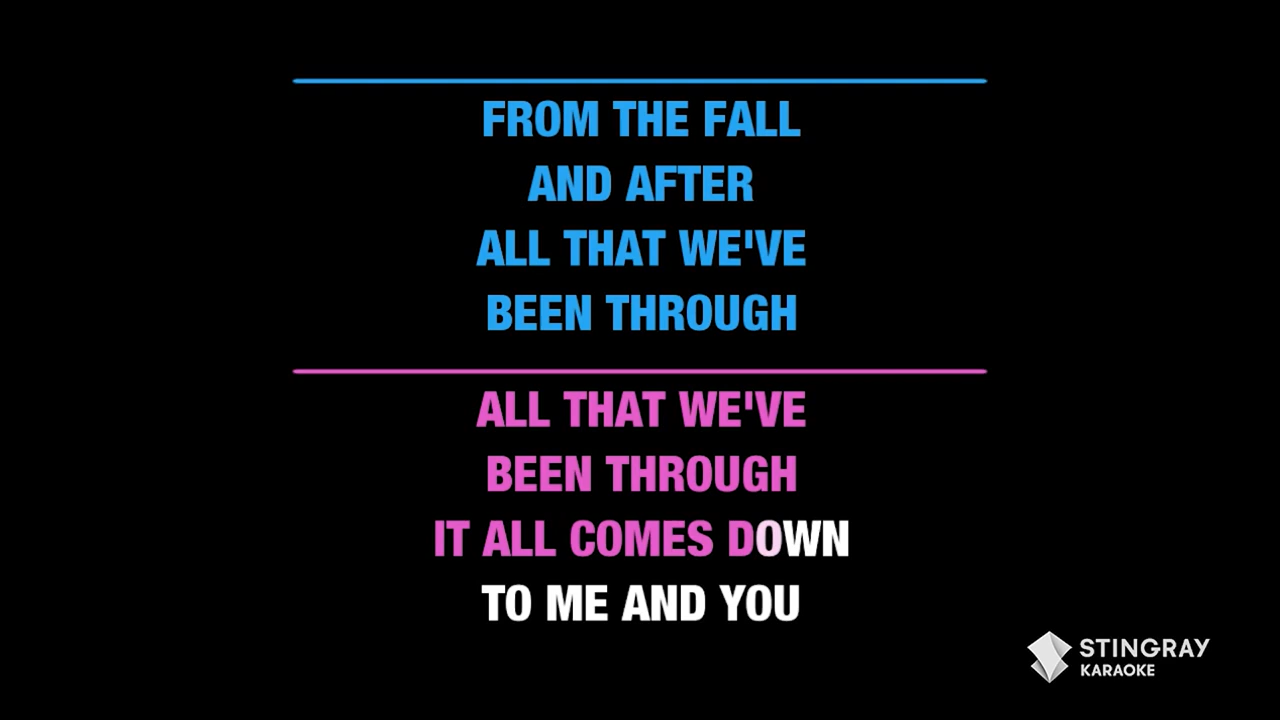 FROM THE FALL
AND AFTER
ALL THAT WE'VE
BEEN THROUGH
ALL THAT WE'VE
BEEN THROUGH
IT ALL COMES DOWN
TO ME AND YOU
STINGRAY
KARAOKE